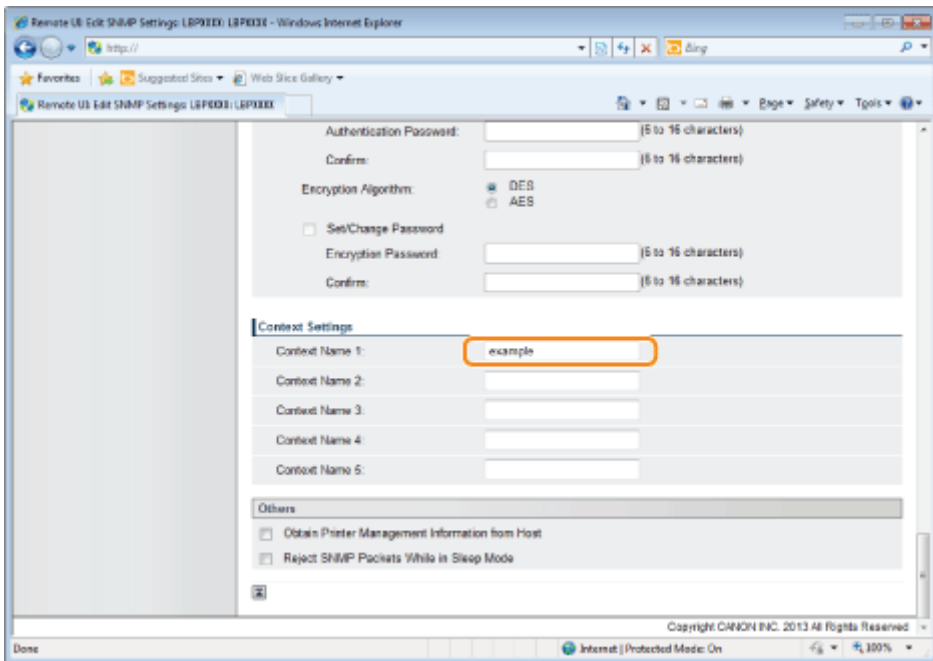 Remote UI: Edit SNMP Settings: LBPXXXX: LBPXXXX - Windows Internet Explorer
http://
Bing
Favorites Suggested Sites Web Slice Gallery
Remote UI: Edit SNMP Settings: LBPXXXX: LBPXXXX
Page Safety Tools
Authentication Password: (6 to 16 characters)
Confirm: (6 to 16 characters)
Encryption Algorithm: DES
AES
Set/Change Password
Encryption Password: (6 to 16 characters)
Confirm: (6 to 16 characters)
Context Settings
Context Name 1: example
Context Name 2:
Context Name 3:
Context Name 4:
Context Name 5:
Others
Obtain Printer Management Information from Host
Reject SNMP Packets While in Sleep Mode
Copyright CANON INC. 2013 All Rights Reserved
Done Internet | Protected Mode: On 100%